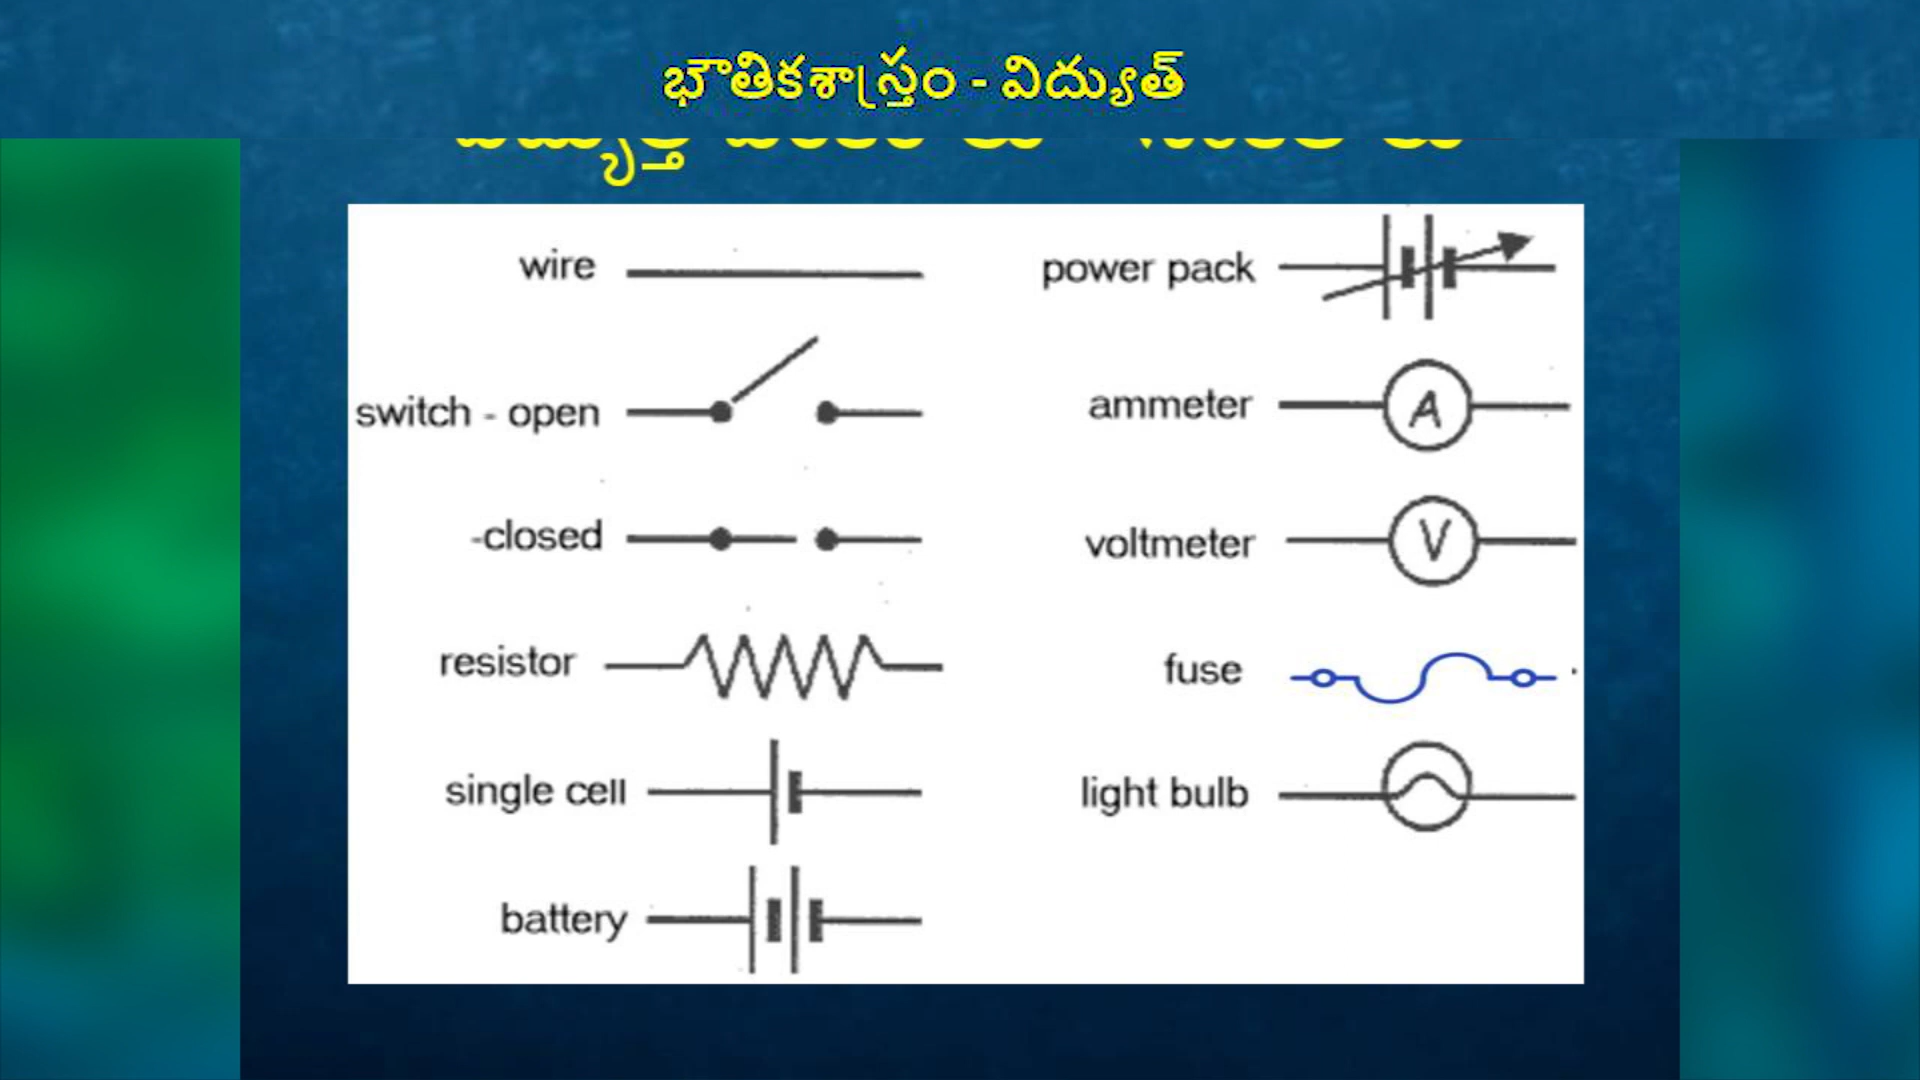 భౌతికశాస్త్రం - విద్యుత్
wire
switch - open
-closed
resistor
single cell
battery
power pack
ammeter
A
voltmeter
V
fuse
light bulb